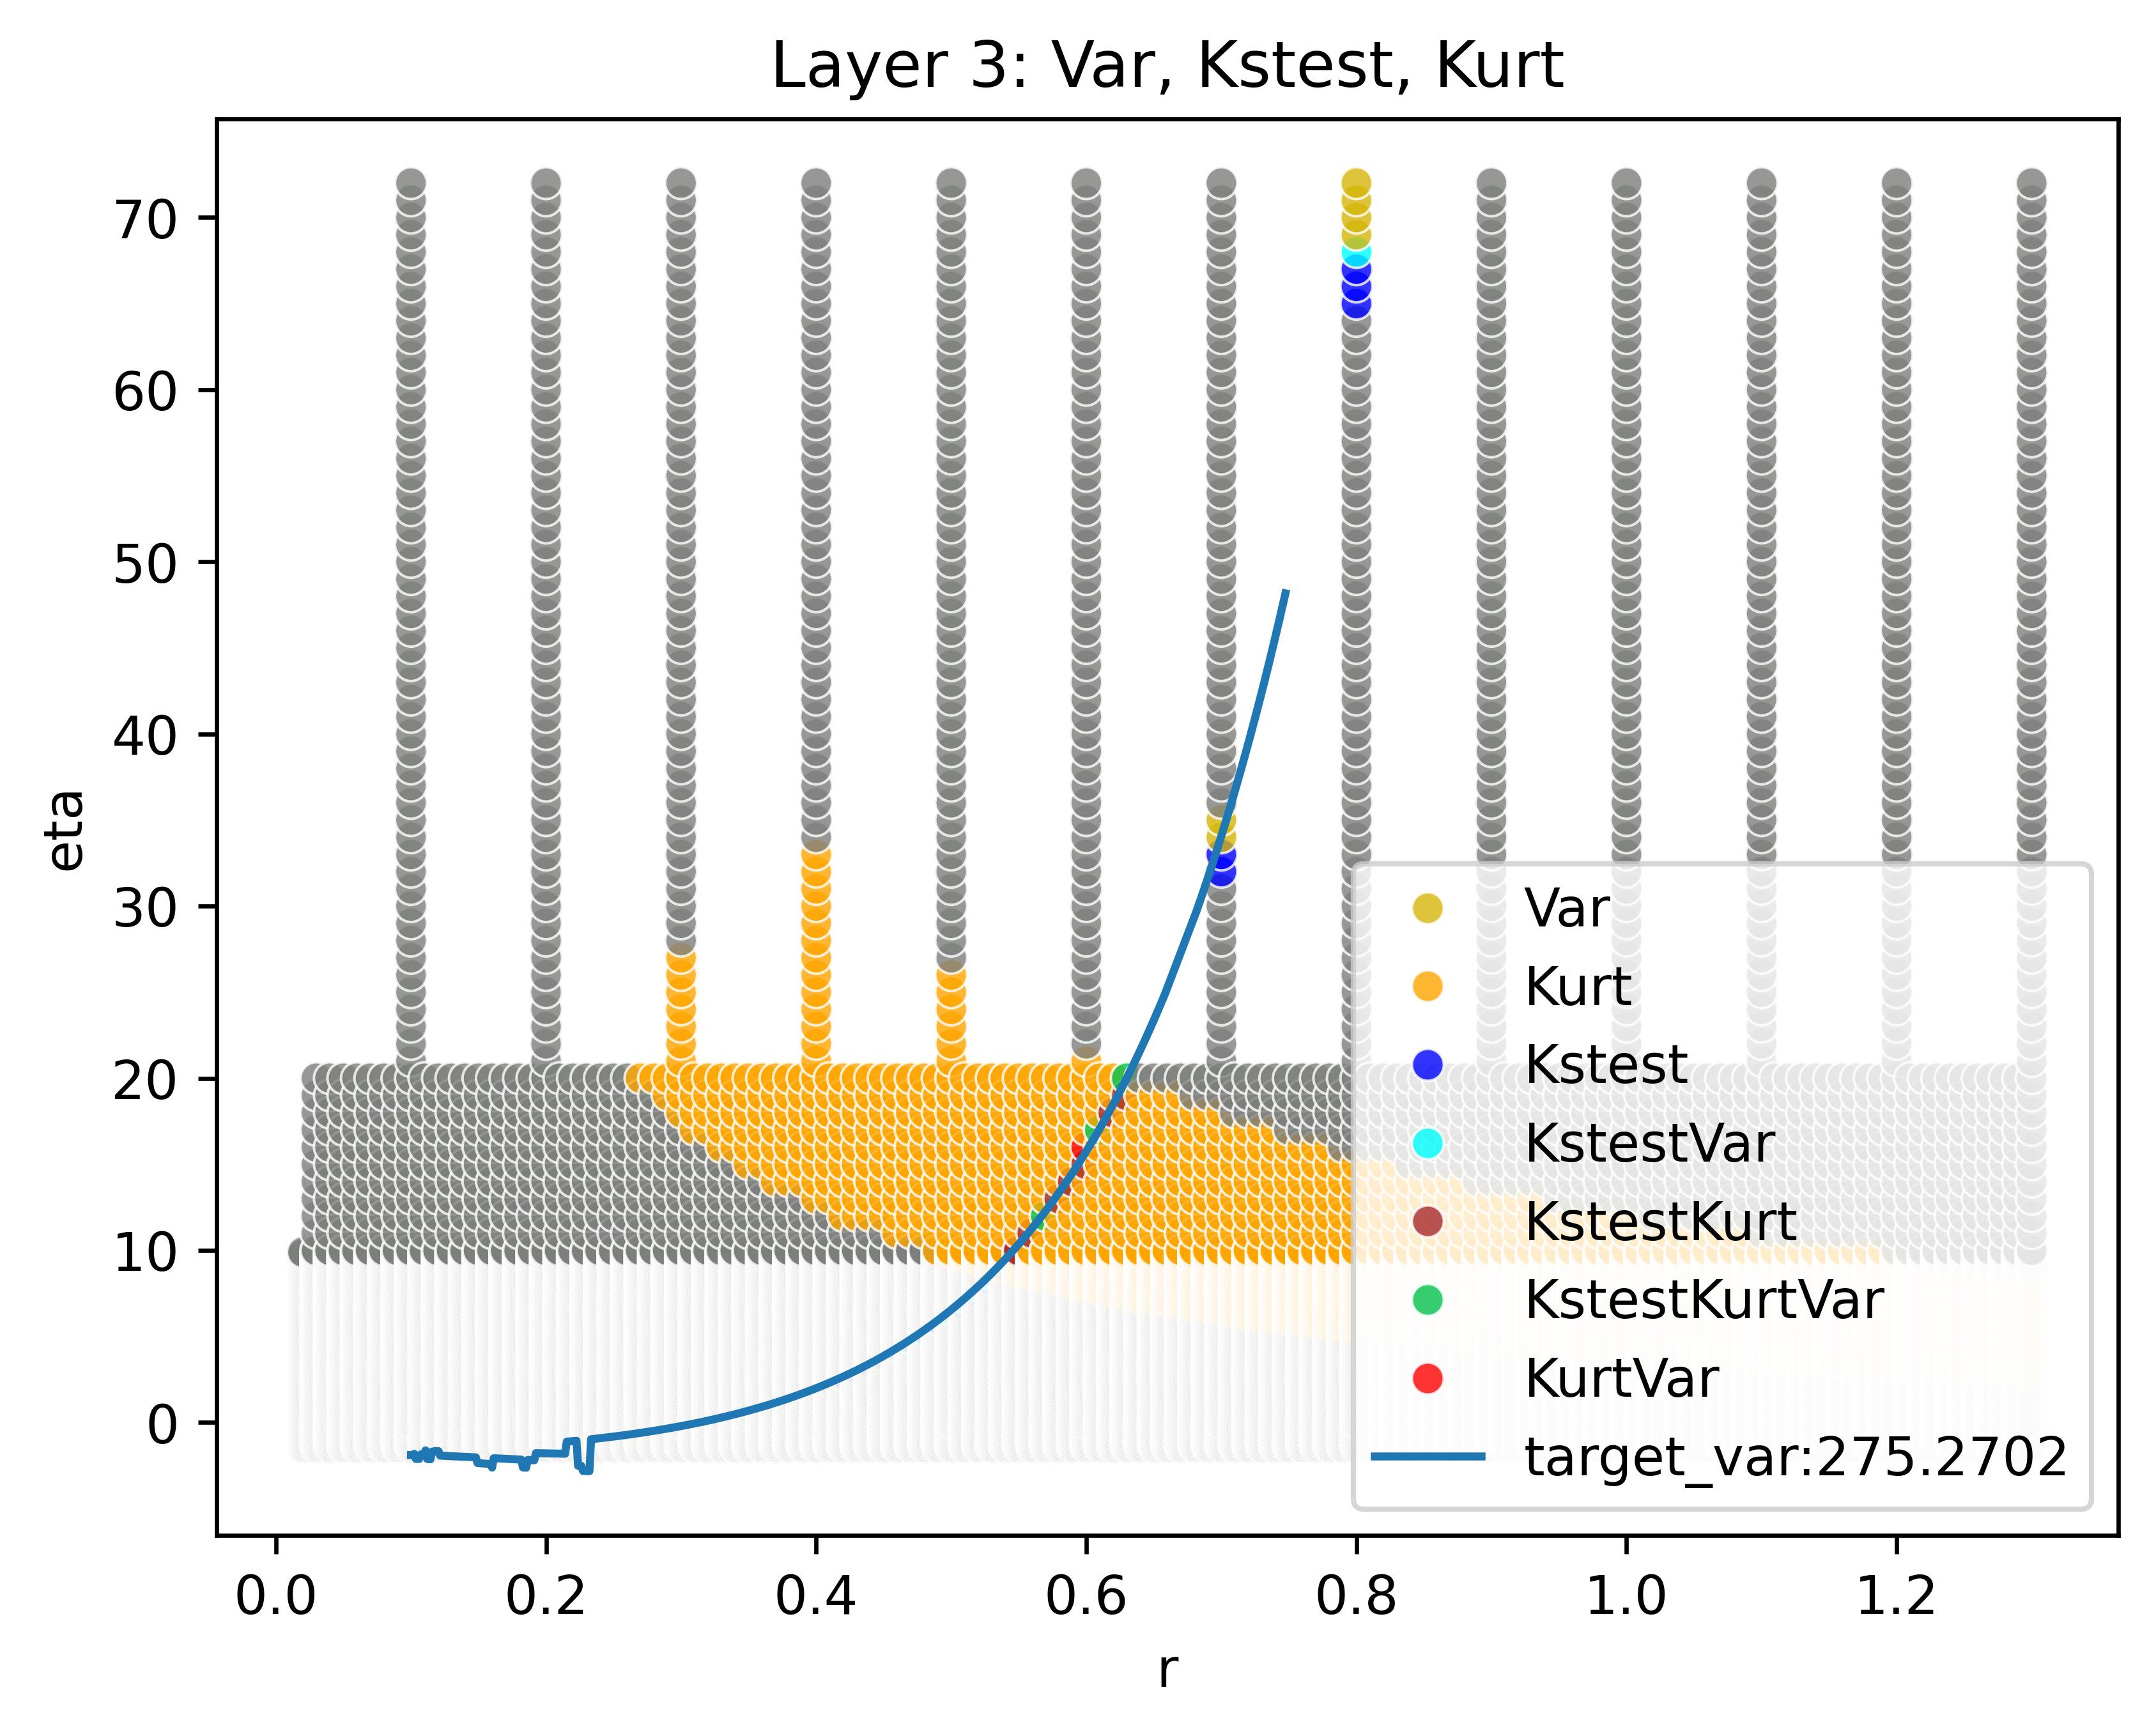 Layer 3: Var, Kstest, Kurt
eta
70
60
50
40
30
20
10
0
Var
Kurt
Kstest
KstestVar
KstestKurt
KstestKurtVar
KurtVar
target_var:275.2702
0.0 0.2 0.4 0.6 0.8 1.0 1.2
r